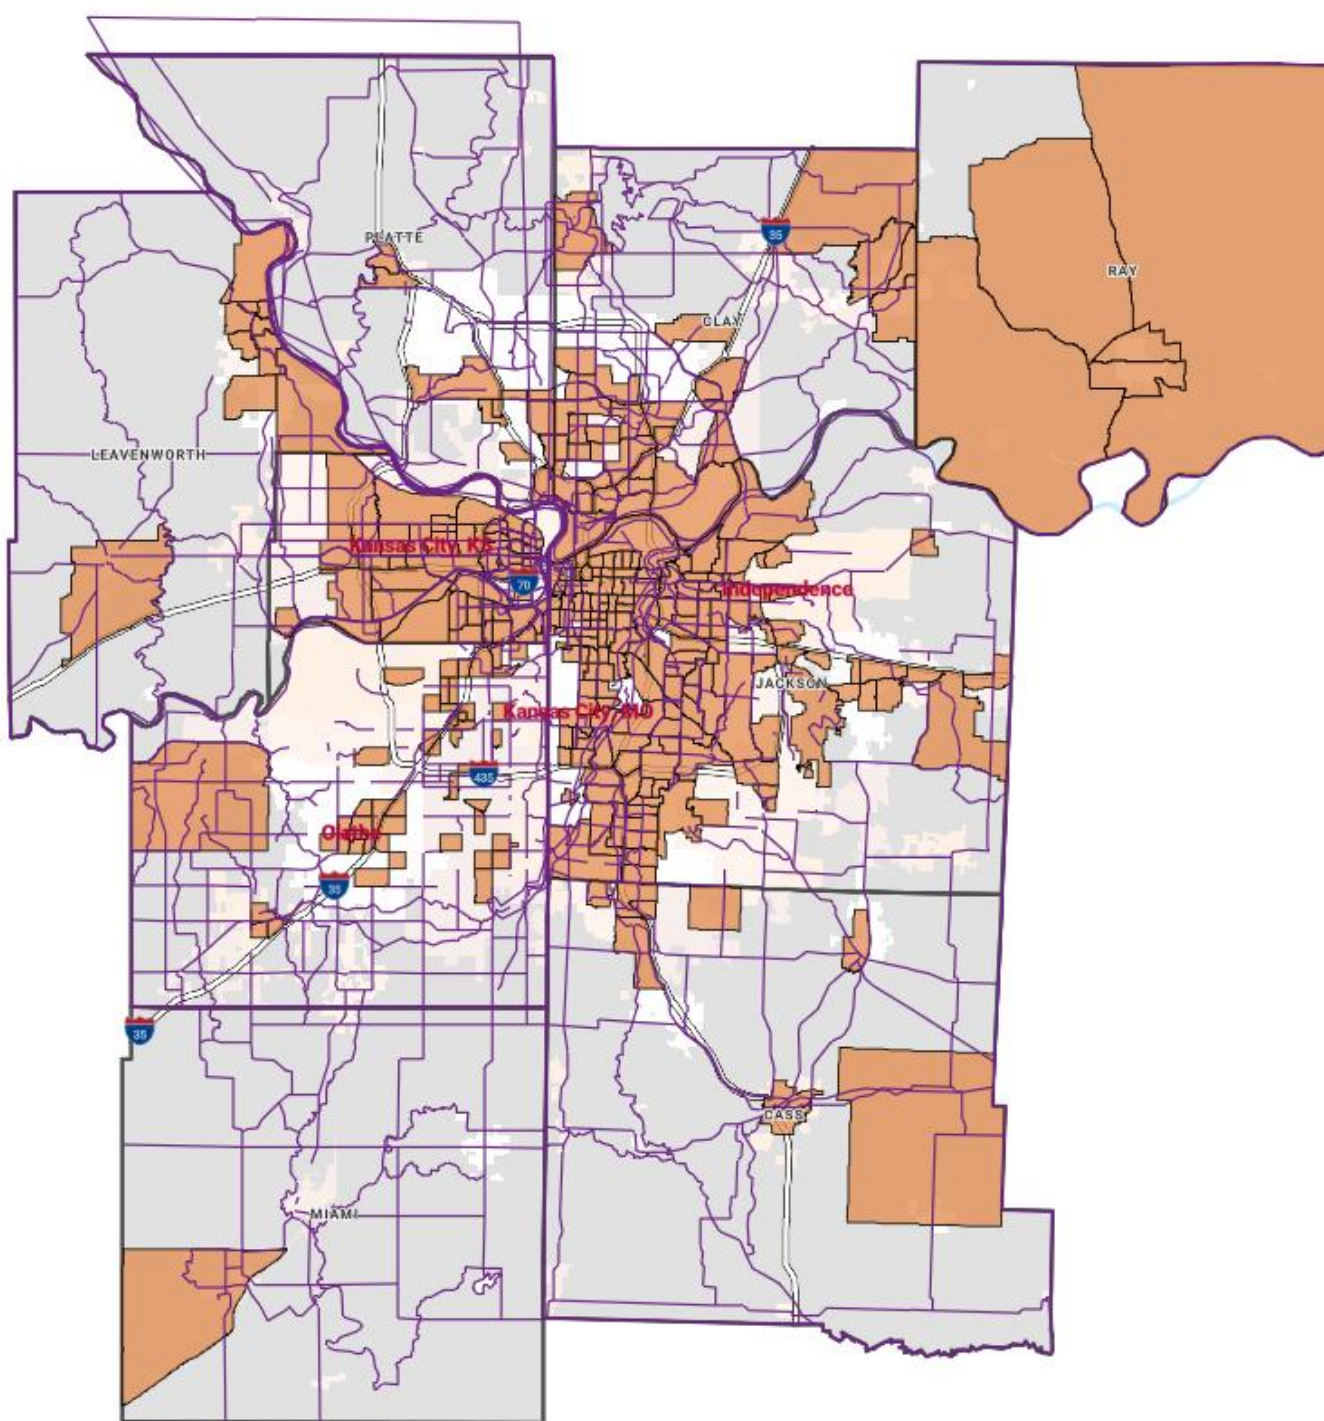 35
PLATTE
RAY
CLAY
LEAVENWORTH
Kansas City, KS
70
Independence
JACKSON
Kansas City, MO
435
Olathe
35
35
CASS
MIAMI